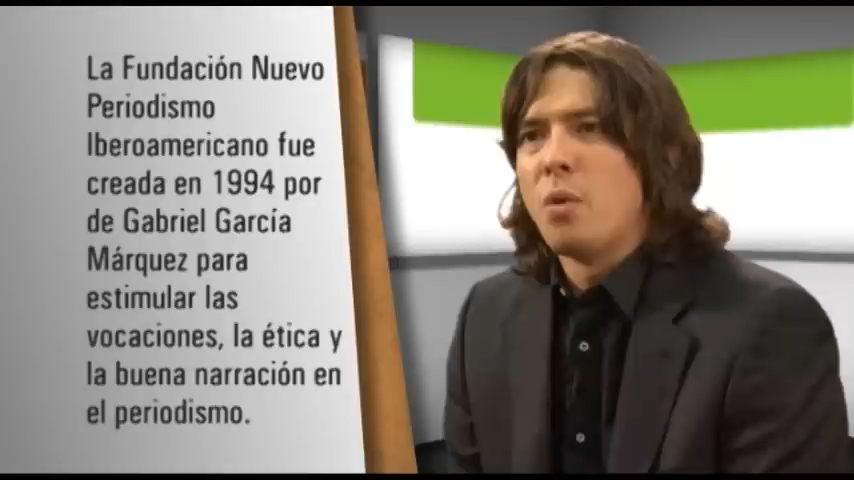 La Fundación Nuevo
Periodismo
Iberoamericano fue
creada en 1994 por
de Gabriel García
Márquez para
estimular las
vocaciones, la ética y
la buena narración en
el periodismo.